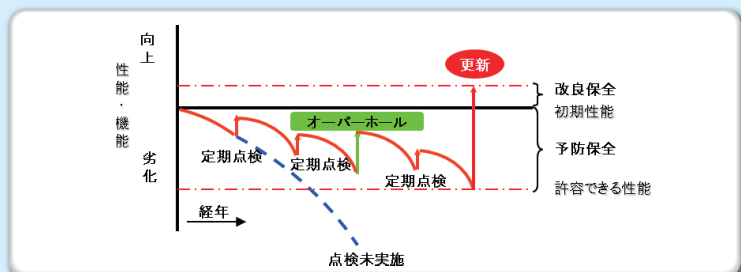 向上
性能・機能
劣化
更新
改良保全
初期性能
オーバーホール
予防保全
定期点検
定期点検
定期点検
許容できる性能
経年
点検未実施